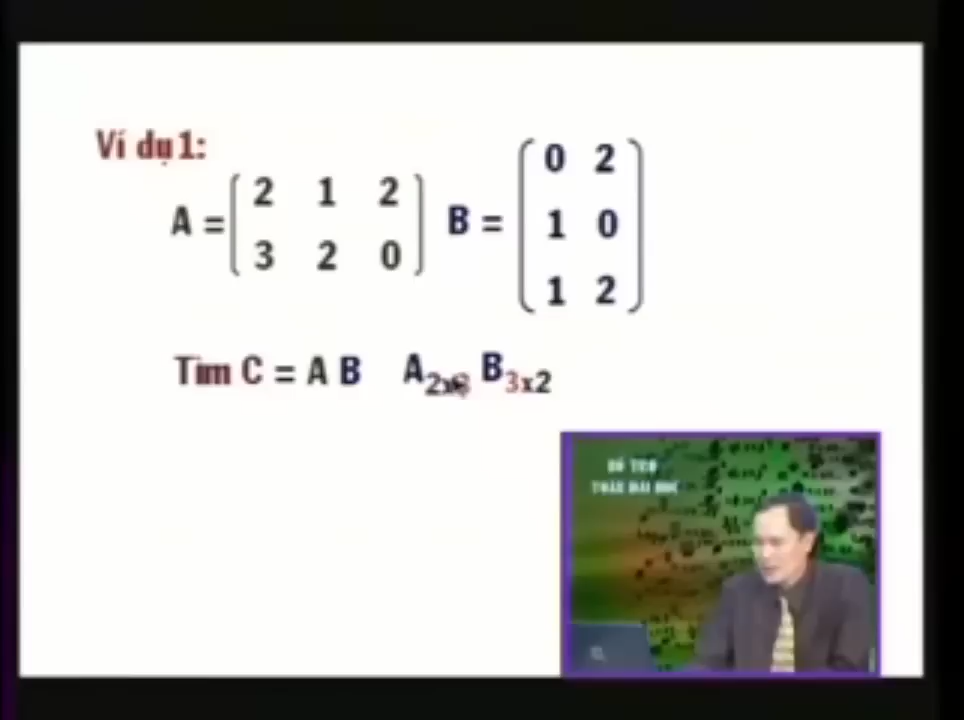 Ví dụ 1:
A = [ 2 1 2
3 2 0 ]
B = [ 0 2
1 0
1 2 ]
Tìm C = A B A2x3 B3x2